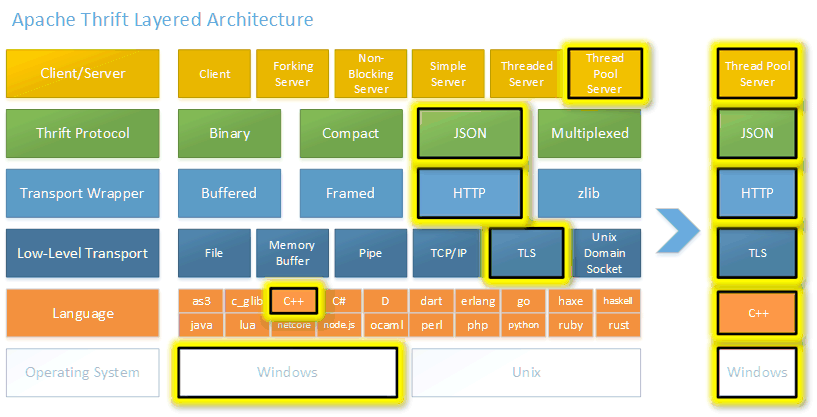 Apache Thrift Layered Architecture
Client/Server
Client
Forking
Server
Non-
Blocking
Server
Simple
Server
Threaded
Server
Thread
Pool
Server
Thread Pool
Server
Thrift Protocol
Binary
Compact
JSON
Multiplexed
JSON
Transport Wrapper
Buffered
Framed
HTTP
zlib
HTTP
Low-Level Transport
File
Memory
Buffer
Pipe
TCP/IP
TLS
Unix
Domain
Socket
TLS
Language
as3 c_glib C++ C# D dart erlang go haxe haskell
java lua netcore node.js ocaml perl php python ruby rust
C++
Operating System
Windows
Unix
Windows